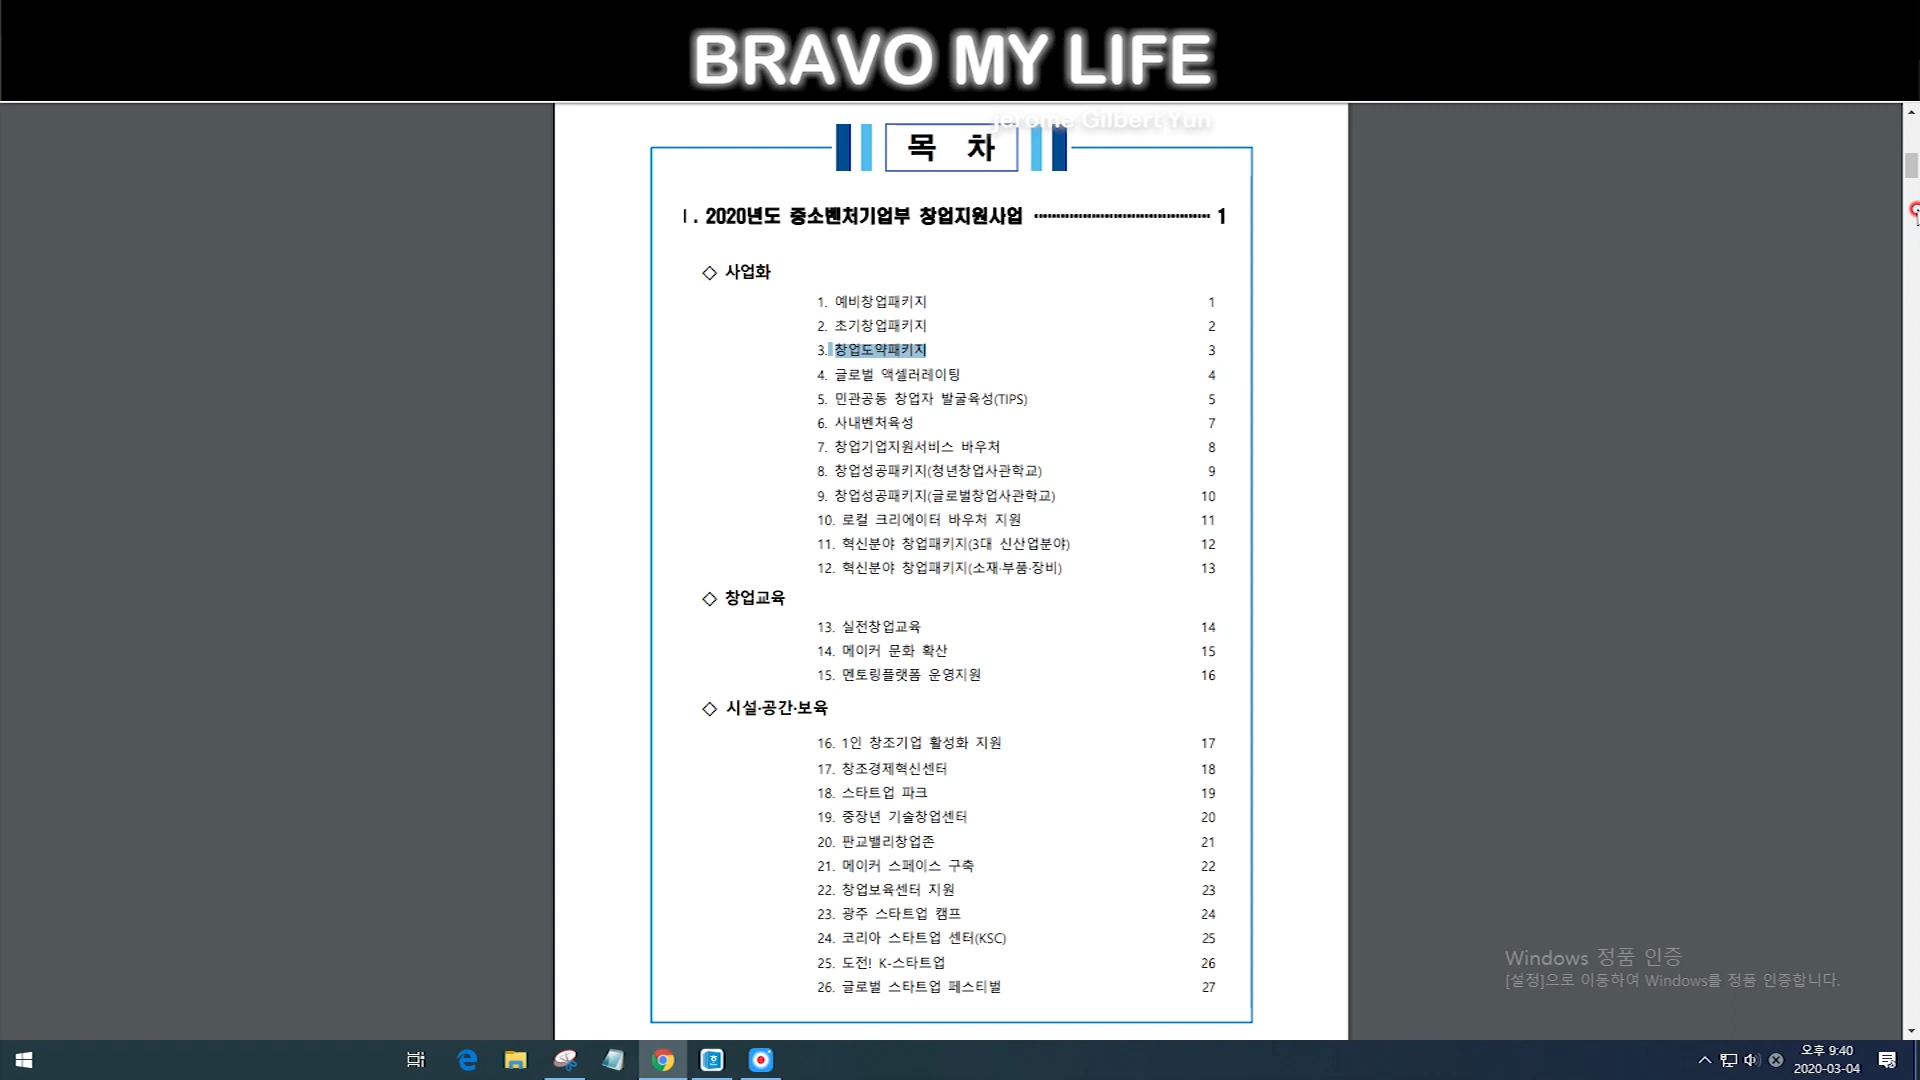 BRAVO MY LIFE
jerome Gilbert Yun
목 차
Ⅰ. 2020년도 중소벤처기업부 창업지원사업 ········································ 1
◇ 사업화
1. 예비창업패키지 1
2. 초기창업패키지 2
3. 창업도약패키지 3
4. 글로벌 액셀러레이팅 4
5. 민관공동 창업자 발굴육성(TIPS) 5
6. 사내벤처육성 7
7. 창업기업지원서비스 바우처 8
8. 창업성공패키지(청년창업사관학교) 9
9. 창업성공패키지(글로벌창업사관학교) 10
10. 로컬 크리에이터 바우처 지원 11
11. 혁신분야 창업패키지(3대 신산업분야) 12
12. 혁신분야 창업패키지(소재·부품·장비) 13
◇ 창업교육
13. 실전창업교육 14
14. 메이커 문화 확산 15
15. 멘토링플랫폼 운영지원 16
◇ 시설·공간·보육
16. 1인 창조기업 활성화 지원 17
17. 창조경제혁신센터 18
18. 스타트업 파크 19
19. 중장년 기술창업센터 20
20. 판교밸리창업존 21
21. 메이커 스페이스 구축 22
22. 창업보육센터 지원 23
23. 광주 스타트업 캠프 24
24. 코리아 스타트업 센터(KSC) 25
25. 도전! K-스타트업 26
26. 글로벌 스타트업 페스티벌 27
Windows 정품 인증
[설정]으로 이동하여 Windows를 정품 인증합니다.
오후 9:40
2020-03-04